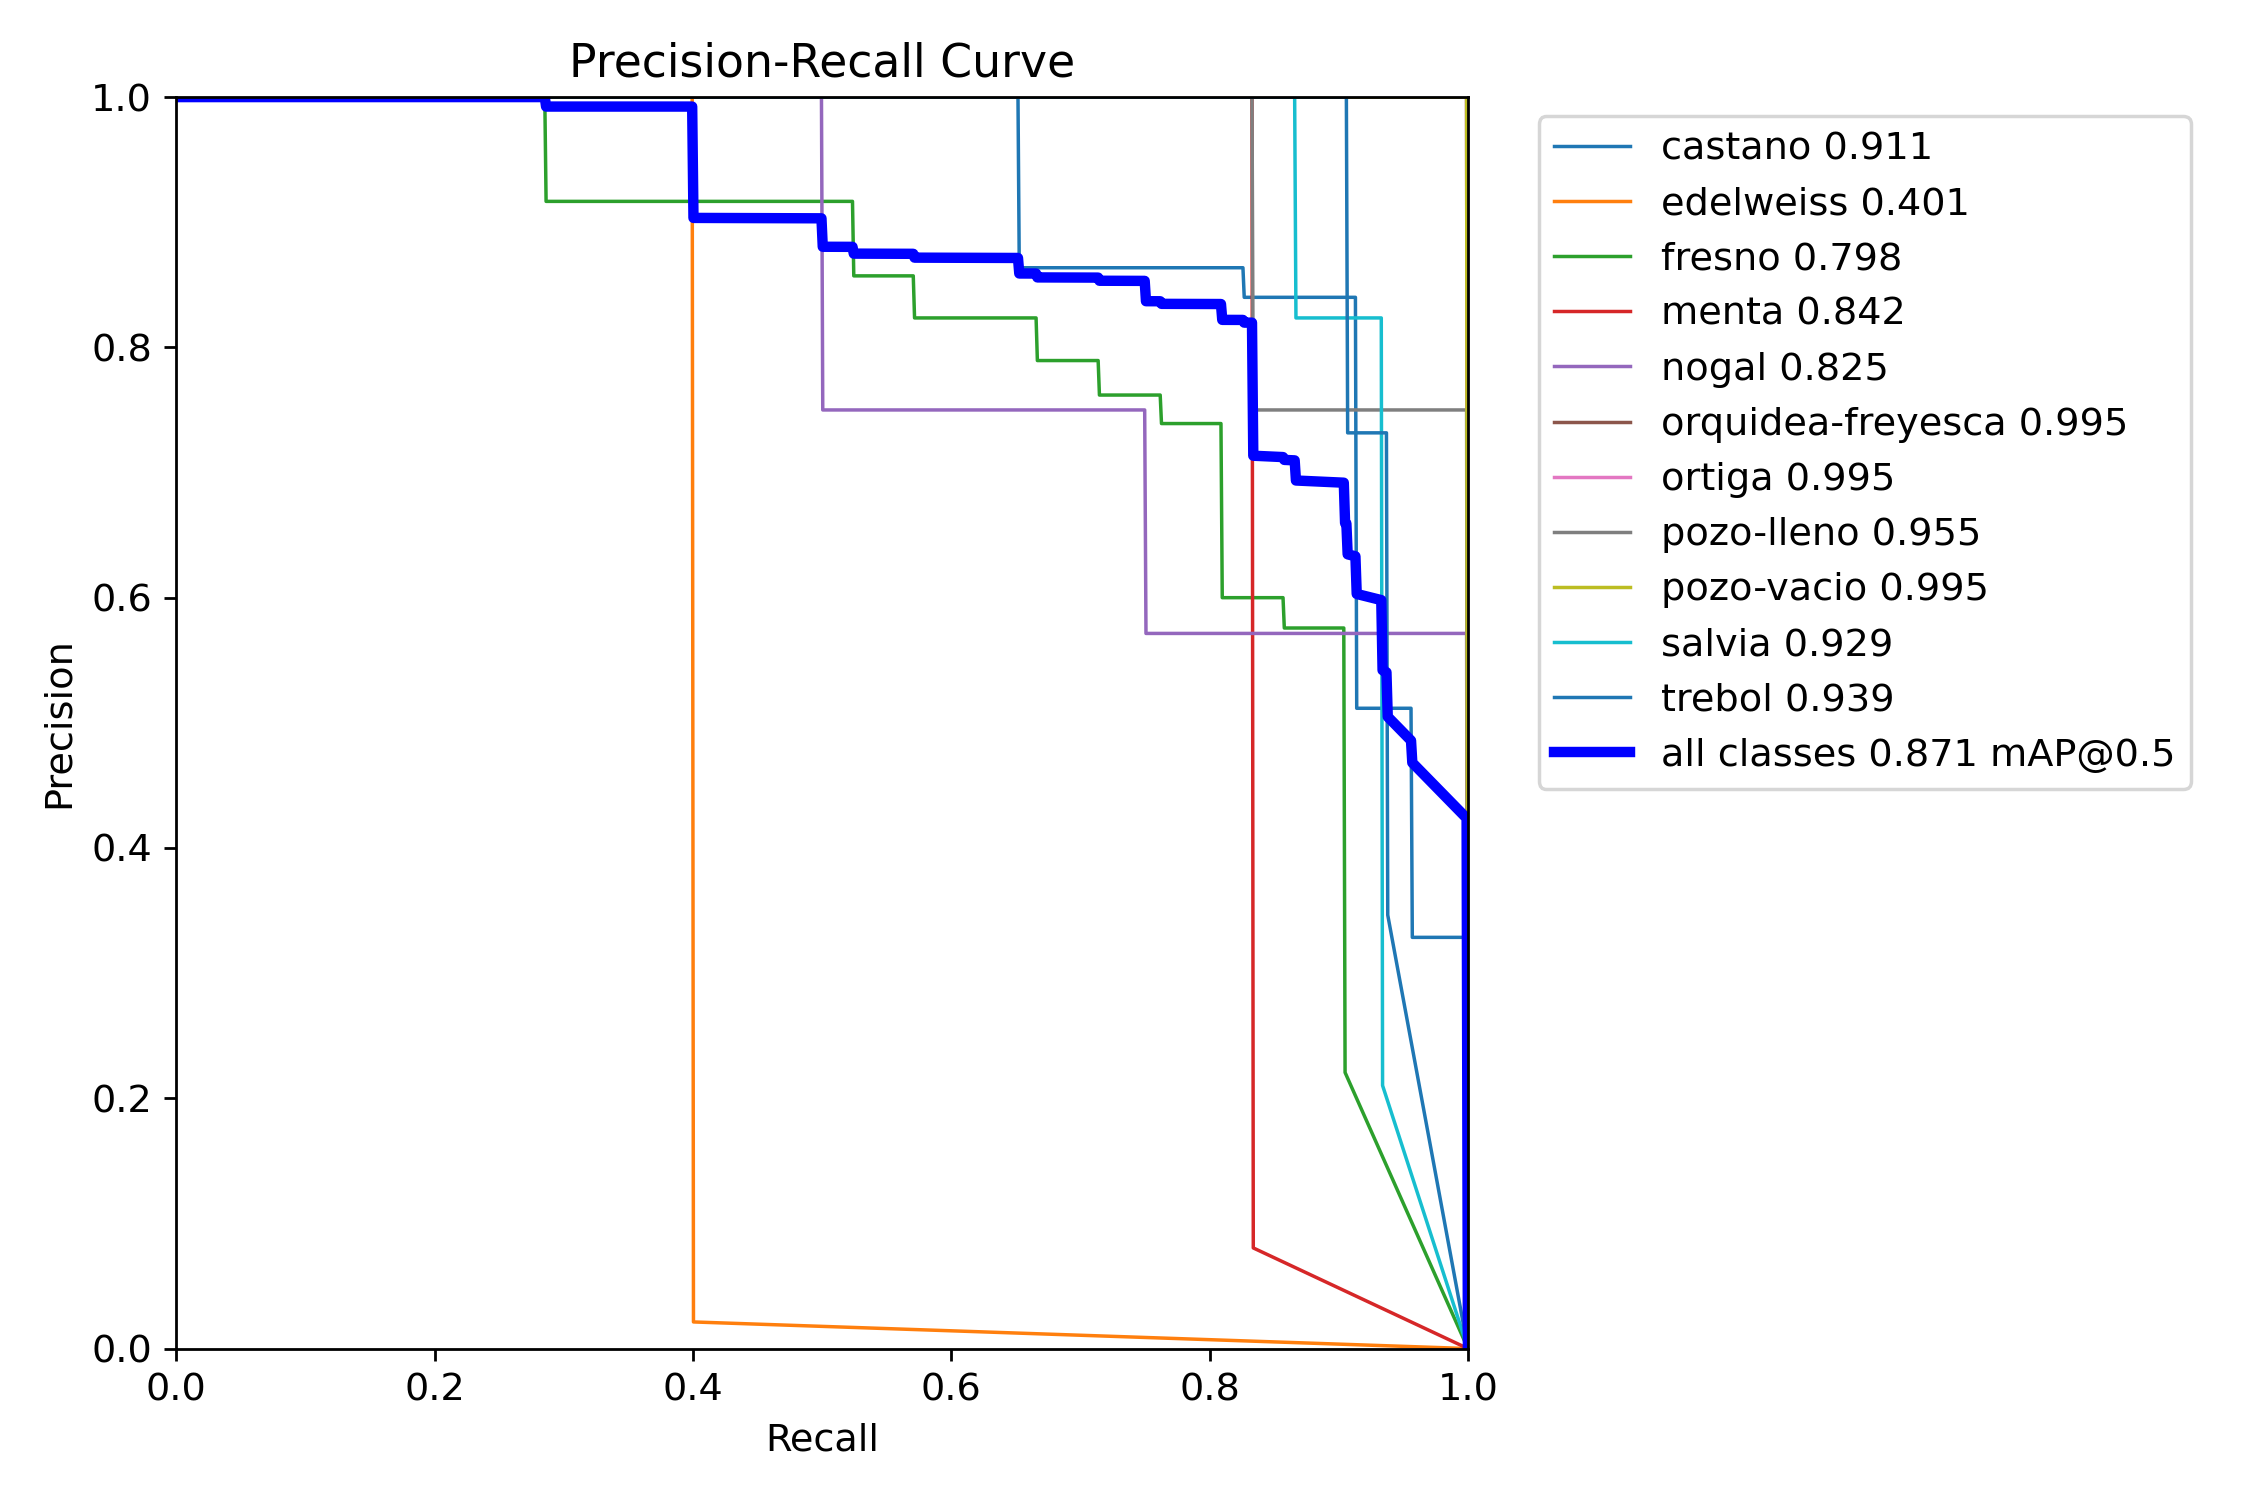 Precision-Recall Curve
1.0
0.8
0.6
0.4
0.2
0.0
Precision
0.0 0.2 0.4 0.6 0.8 1.0
Recall
castano 0.911
edelweiss 0.401
fresno 0.798
menta 0.842
nogal 0.825
orquidea-freyesca 0.995
ortiga 0.995
pozo-lleno 0.955
pozo-vacio 0.995
salvia 0.929
trebol 0.939
all classes 0.871 mAP@0.5